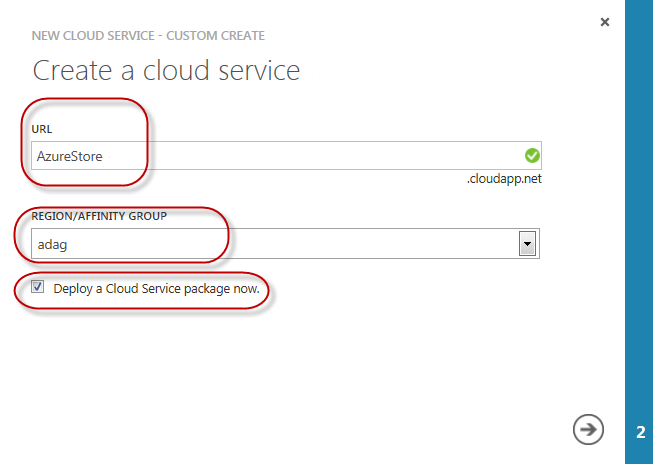 NEW CLOUD SERVICE - CUSTOM CREATE
Create a cloud service
URL
AzureStore
.cloudapp.net
REGION/AFFINITY GROUP
adag
Deploy a Cloud Service package now.
2